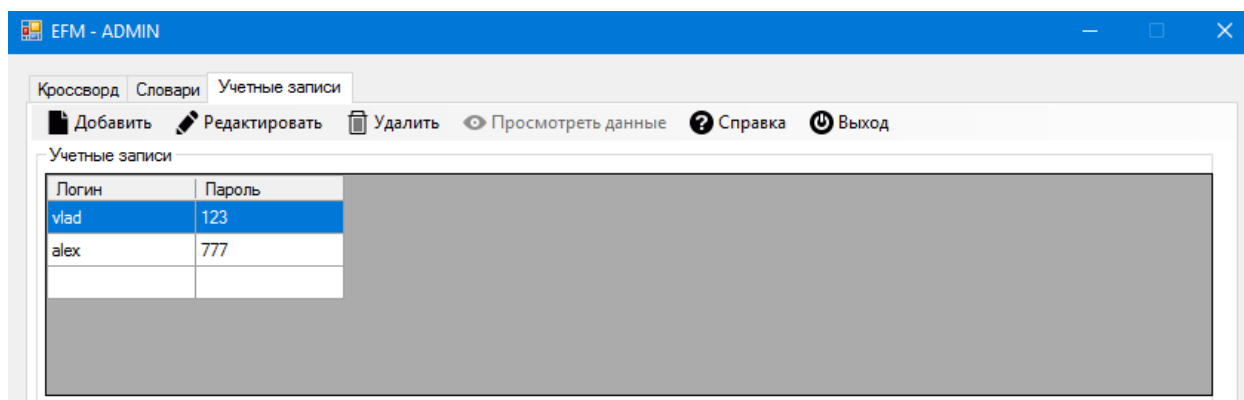 EFM - ADMIN
Кроссворд Словари Учетные записи
Добавить Редактировать Удалить Просмотреть данные Справка Выход
Учетные записи
Логин Пароль
vlad 123
alex 777